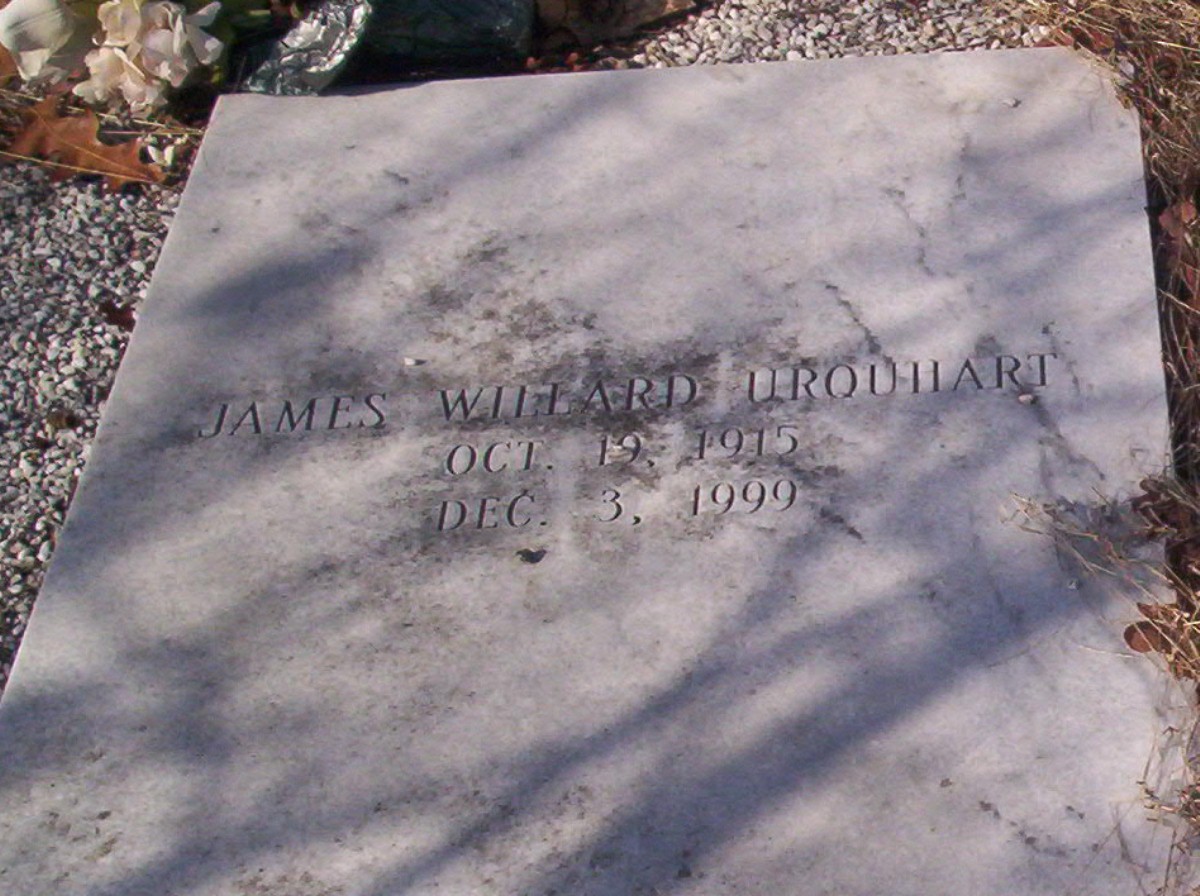 JAMES WILLARD URQUHART
OCT. 19, 1915
DEC. 3, 1999